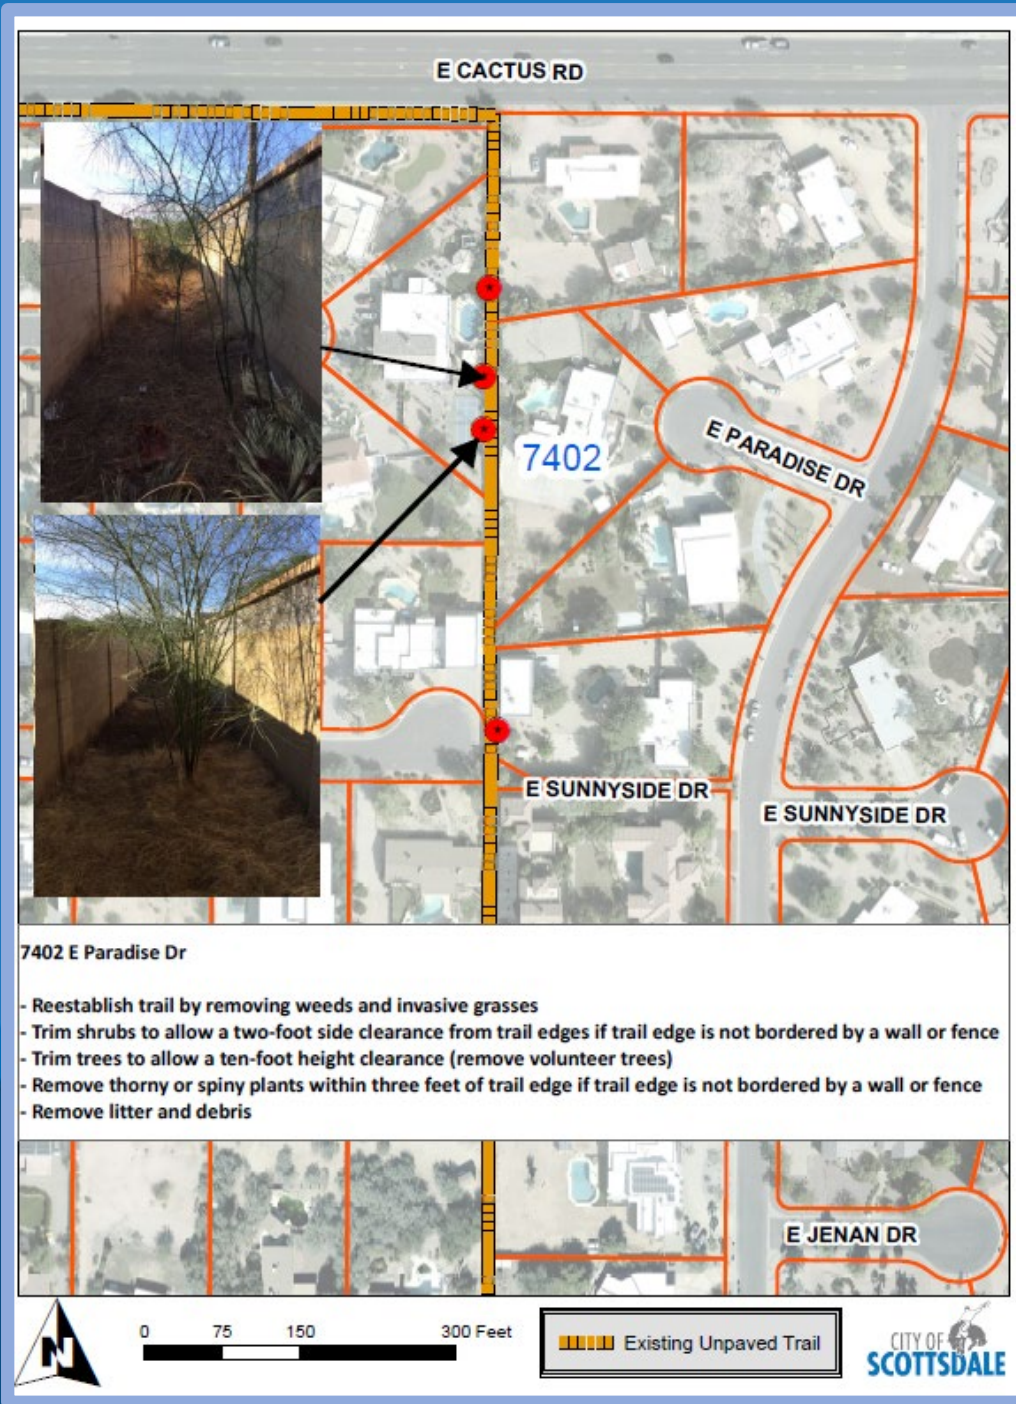 E CACTUS RD
7402
E PARADISE DR
E SUNNYSIDE DR
E SUNNYSIDE DR
7402 E Paradise Dr
- Reestablish trail by removing weeds and invasive grasses
- Trim shrubs to allow a two-foot side clearance from trail edges if trail edge is not bordered by a wall or fence
- Trim trees to allow a ten-foot height clearance (remove volunteer trees)
- Remove thorny or spiny plants within three feet of trail edge if trail edge is not bordered by a wall or fence
- Remove litter and debris
E JENAN DR
N
0 75 150 300 Feet
Existing Unpaved Trail
CITY OF
SCOTTSDALE